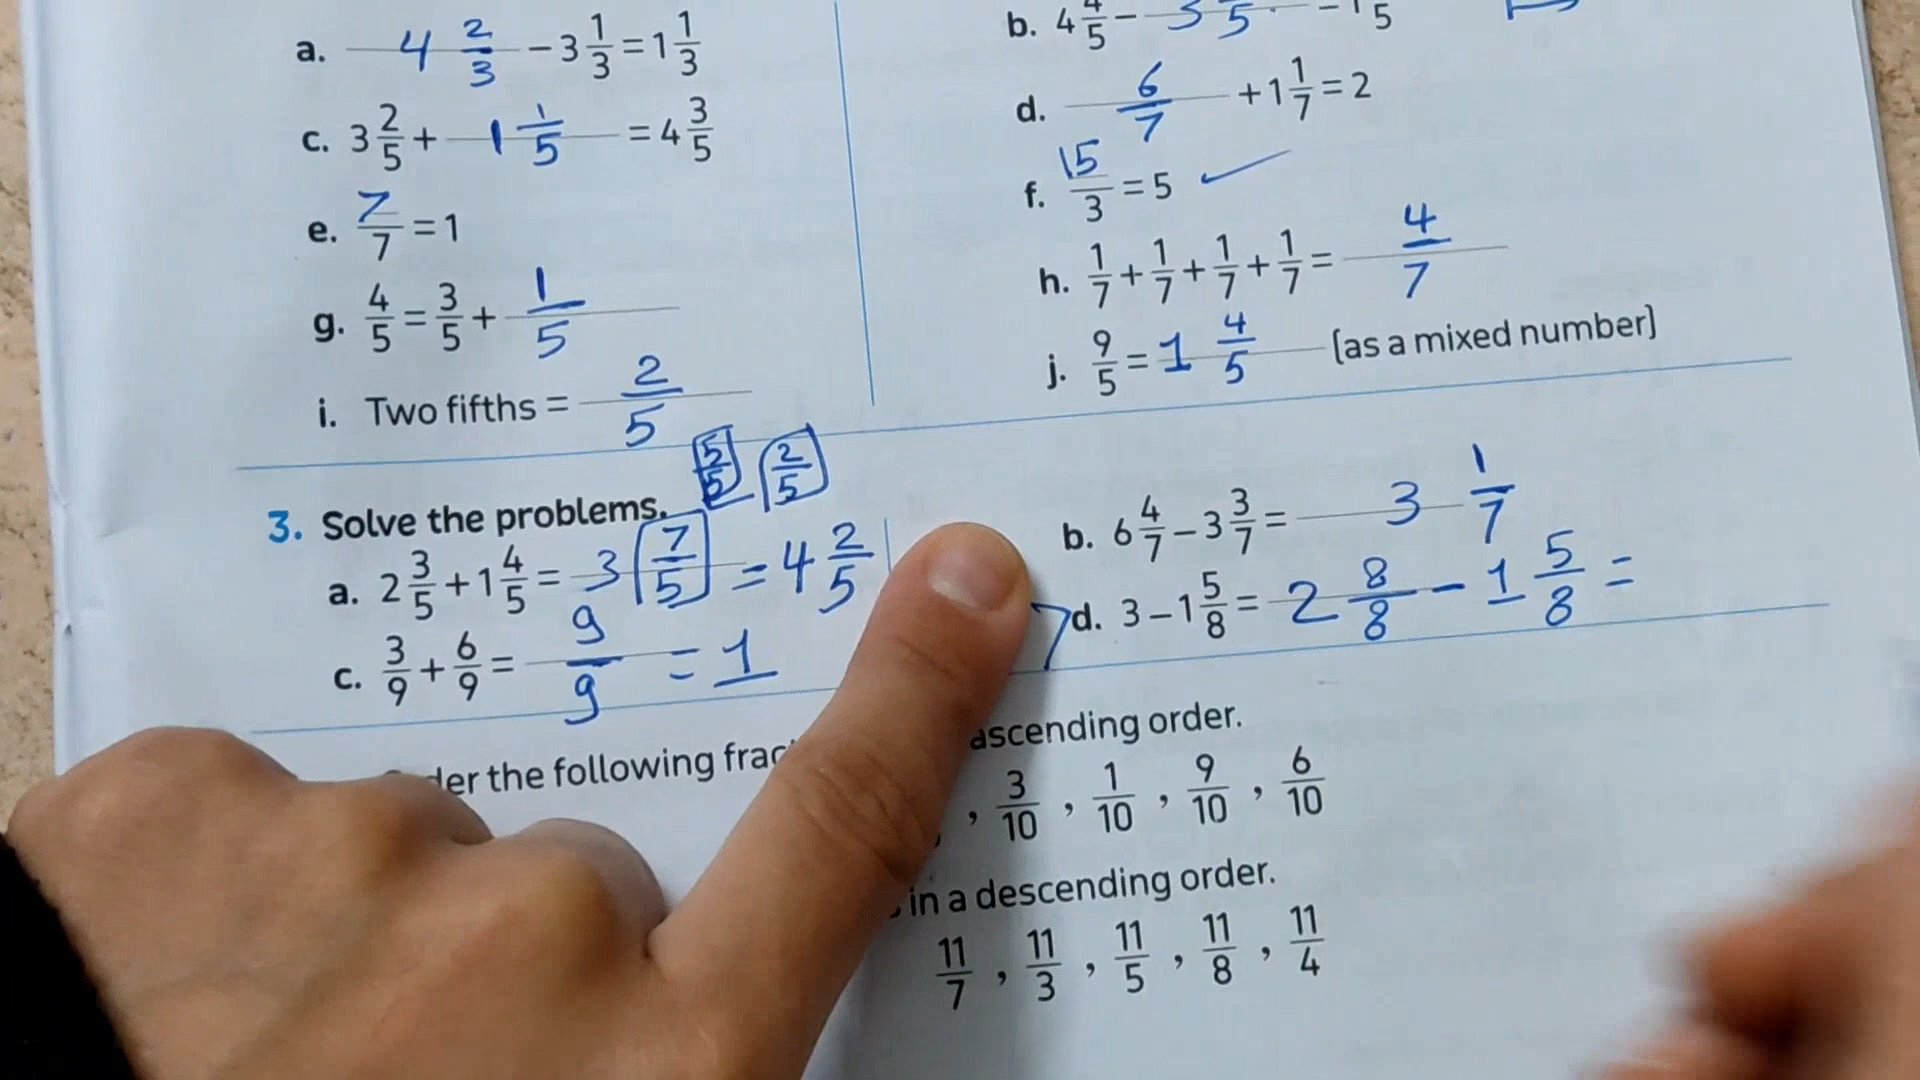 a. 4 2/3 − 3 1/3 = 1 1/3
b. 4 4/5 −
c. 3 2/5 + 1 1/5 = 4 3/5
d. 6/7 + 1 1/7 = 2
e. 7/7 = 1
f. 15/3 = 5 ✓
g. 4/5 = 3/5 + 1/5
h. 1/7 + 1/7 + 1/7 + 1/7 = 4/7
i. Two fifths = 2/5
j. 9/5 = 1 4/5 (as a mixed number)
5/5 2/5
3. Solve the problems.
a. 2 3/5 + 1 4/5 = 3 7/5 = 4 2/5
b. 6 4/7 − 3 3/7 = 3 1/7
c. 3/9 + 6/9 = 9/9 = 1
d. 3 − 1 5/8 = 2 8/8 − 1 5/8 =
the following
ascending order.
, 3/10 , 1/10 , 9/10 , 6/10
in a descending order.
11/7 , 11/3 , 11/5 , 11/8 , 11/4